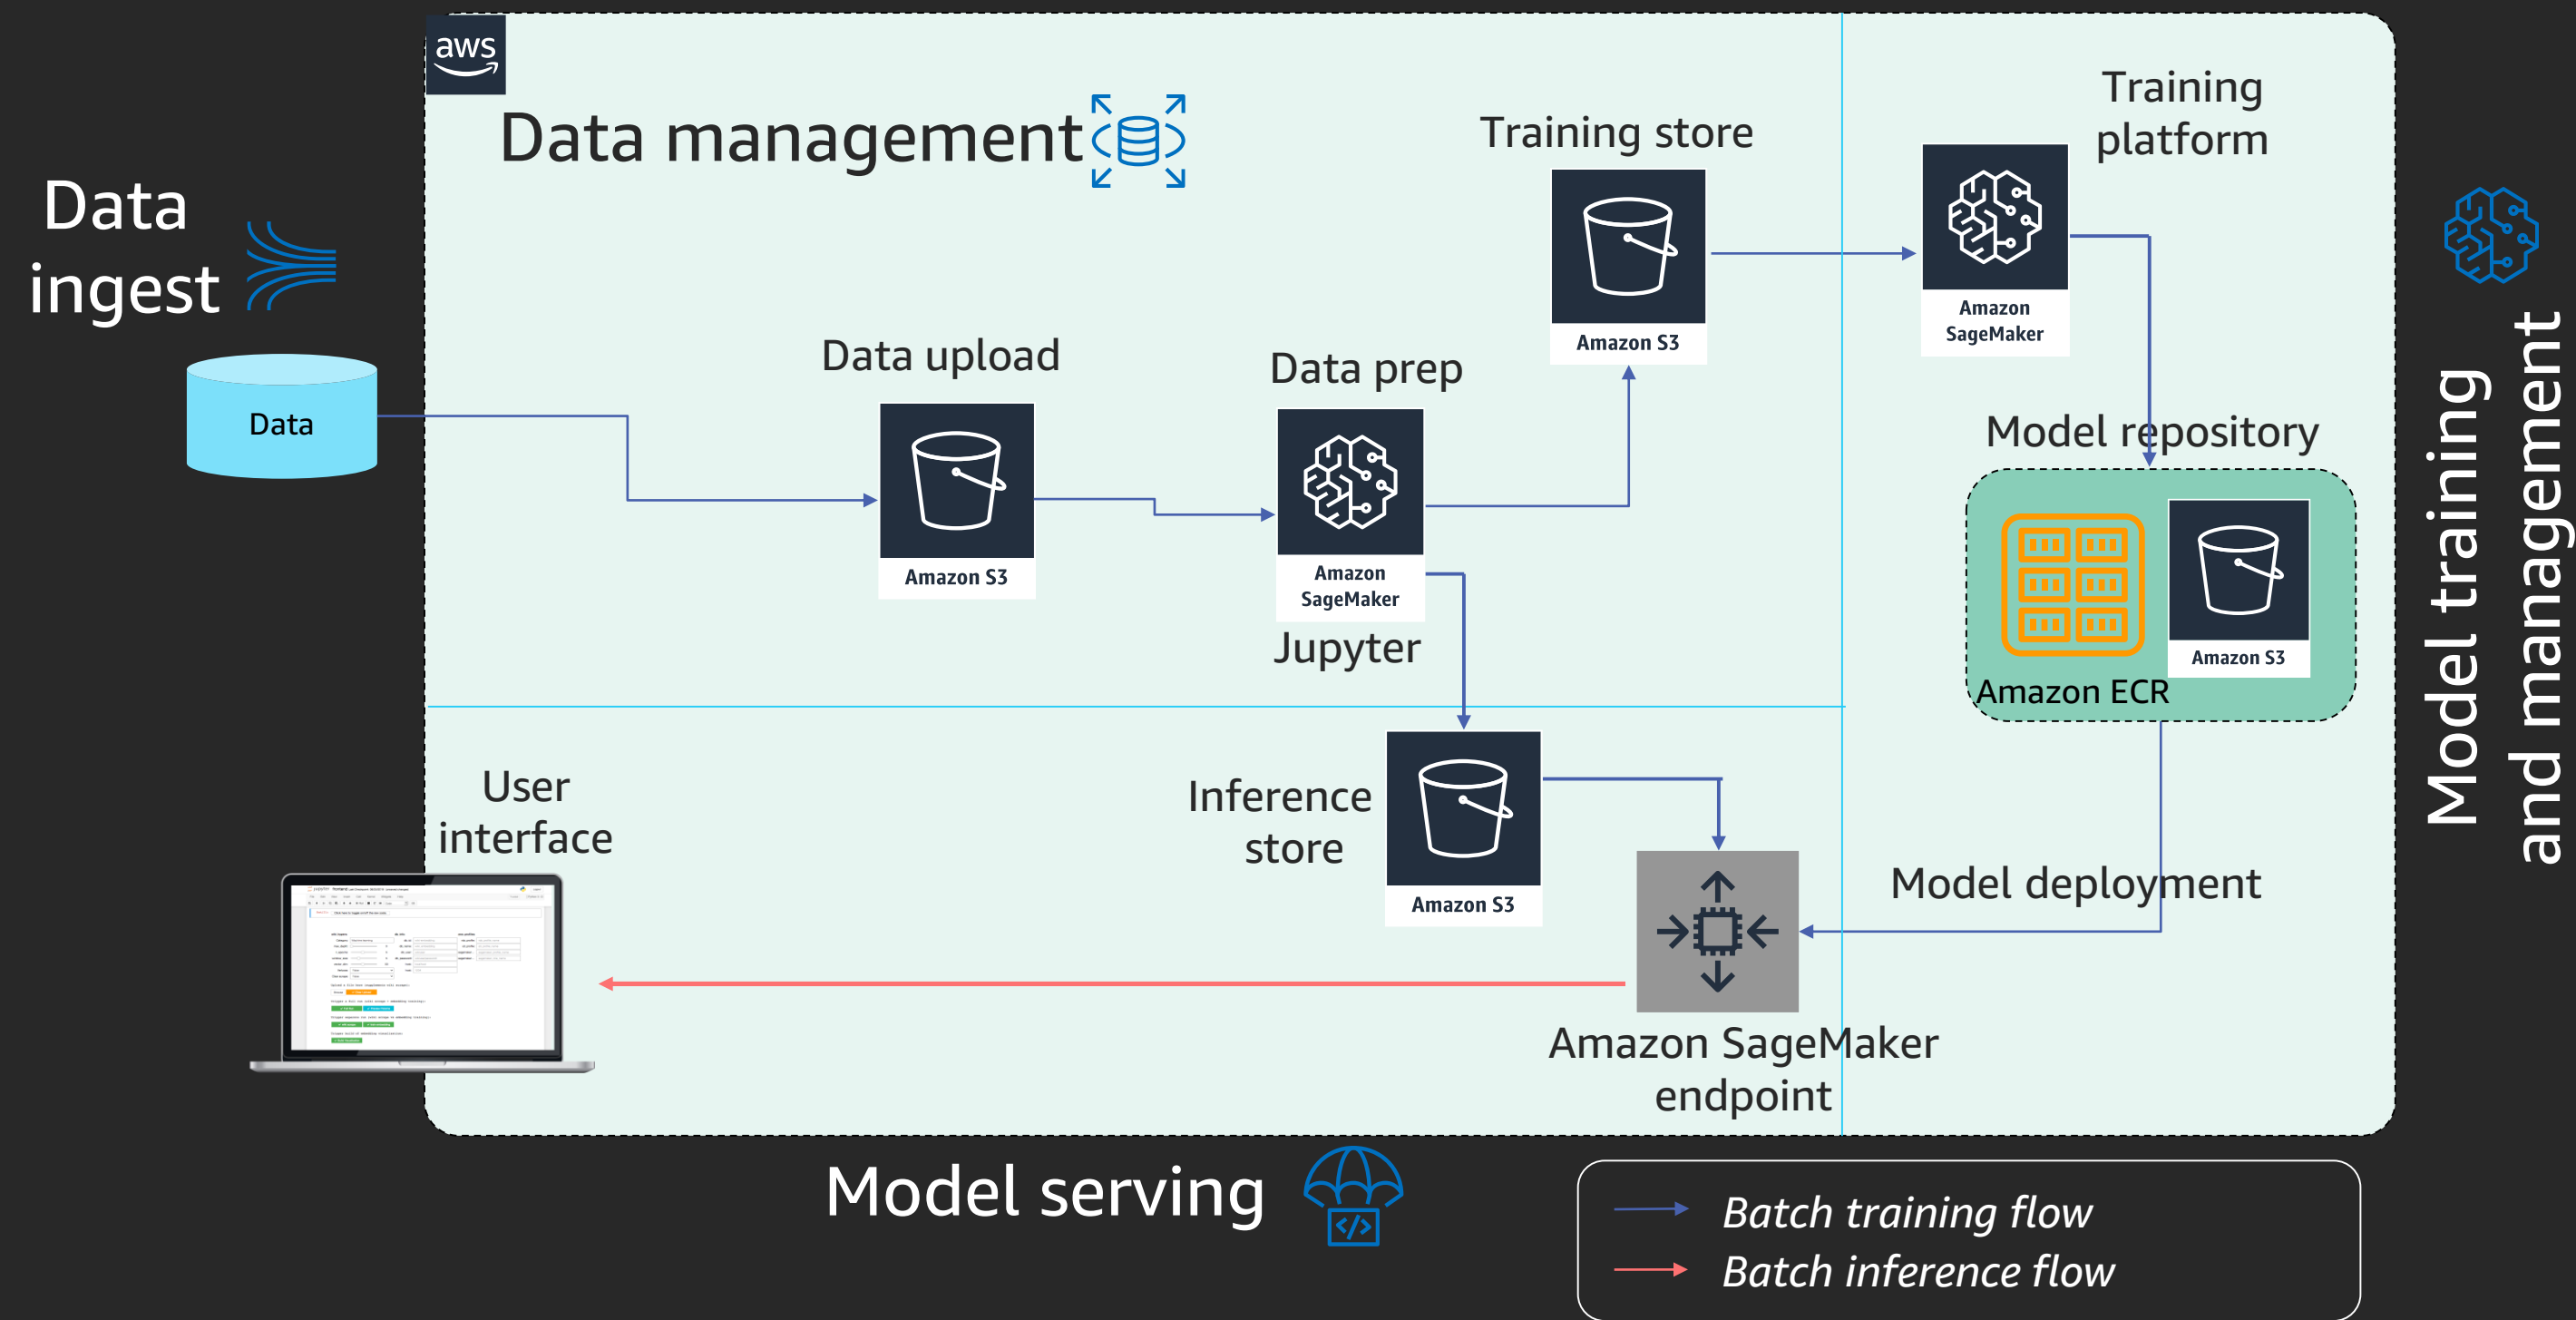 aws
Data management
Data
ingest
Data
Data upload
Amazon S3
Data prep
Amazon
SageMaker
Jupyter
Training store
Amazon S3
Training
platform
Amazon
SageMaker
Model repository
Amazon ECR
Amazon S3
Model training
and management
User
interface
Inference
store
Amazon S3
Model deployment
Amazon SageMaker
endpoint
Model serving
Batch training flow
Batch inference flow